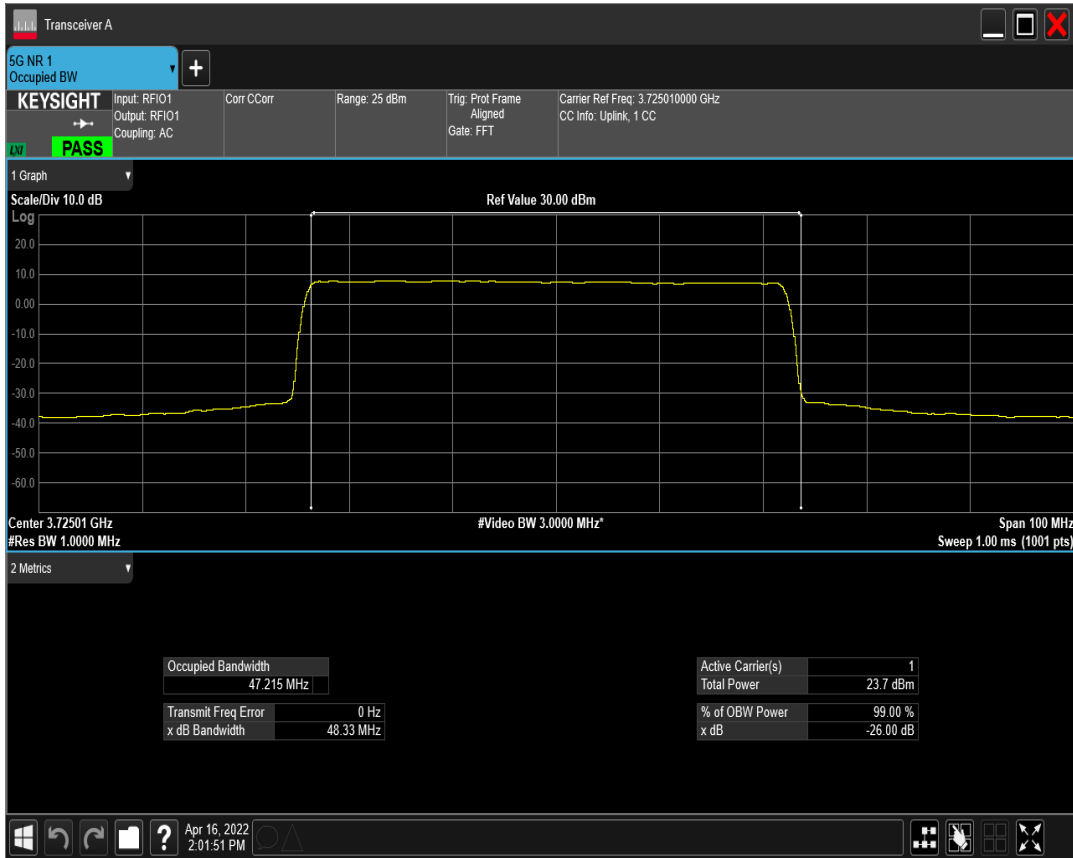 Transceiver A
5G NR 1
Occupied BW
KEYSIGHT
LXI
PASS
Input: RFIO1
Output: RFIO1
Coupling: AC
Corr CCorr
Range: 25 dBm
Trig: Prot Frame
Aligned
Gate: FFT
Carrier Ref Freq: 3.725010000 GHz
CC Info: Uplink, 1 CC
1 Graph
Scale/Div 10.0 dB
Ref Value 30.00 dBm
Log
20.0
10.0
0.00
-10.0
-20.0
-30.0
-40.0
-50.0
-60.0
Center 3.72501 GHz
#Video BW 3.0000 MHz*
Span 100 MHz
#Res BW 1.0000 MHz
Sweep 1.00 ms (1001 pts)
2 Metrics
Occupied Bandwidth
47.215 MHz
Transmit Freq Error 0 Hz
x dB Bandwidth 48.33 MHz
Active Carrier(s) 1
Total Power 23.7 dBm
% of OBW Power 99.00 %
x dB -26.00 dB
?
Apr 16, 2022
2:01:51 PM